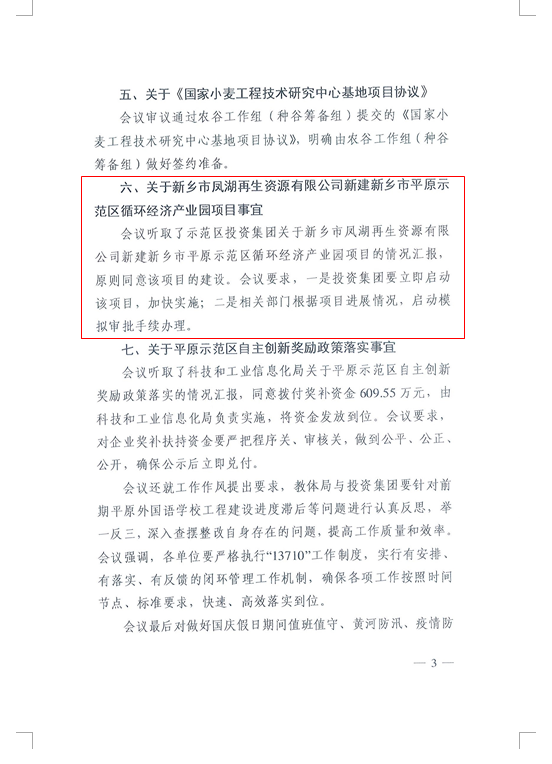 五、关于《国家小麦工程技术研究中心基地项目协议》
会议审议通过农谷工作组（种谷筹备组）提交的《国家小
麦工程技术研究中心基地项目协议》，明确由农谷工作组（种谷
筹备组）做好签约准备。
六、关于新乡市凤湖再生资源有限公司新建新乡市平原示
范区循环经济产业园项目事宜
会议听取了示范区投资集团关于新乡市凤湖再生资源有限
公司新建新乡市平原示范区循环经济产业园项目的情况汇报，
原则同意该项目的建设。会议要求，一是投资集团要立即启动
该项目，加快实施；二是相关部门根据项目进展情况，启动模
拟审批手续办理。
七、关于平原示范区自主创新奖励政策落实事宜
会议听取了科技和工业信息化局关于平原示范区自主创新
奖励政策落实的情况汇报，同意拨付奖补资金 609.55 万元，由
科技和工业信息化局负责实施，将资金发放到位。会议要求，
对企业奖补扶持资金要严把程序关、审核关，做到公平、公正、
公开，确保公示后立即兑付。
会议还就工作作风提出要求，教体局与投资集团要针对前
期平原外国语学校工程建设进度滞后等问题进行认真反思，举
一反三，深入查摆整改自身存在的问题，提高工作质量和效率。
会议强调，各单位要严格执行“13710”工作制度，实行有安排、
有落实、有反馈的闭环管理工作机制，确保各项工作按照时间
节点、标准要求，快速、高效落实到位。
会议最后对做好国庆假日期间值班值守、黄河防汛、疫情防
— 3 —